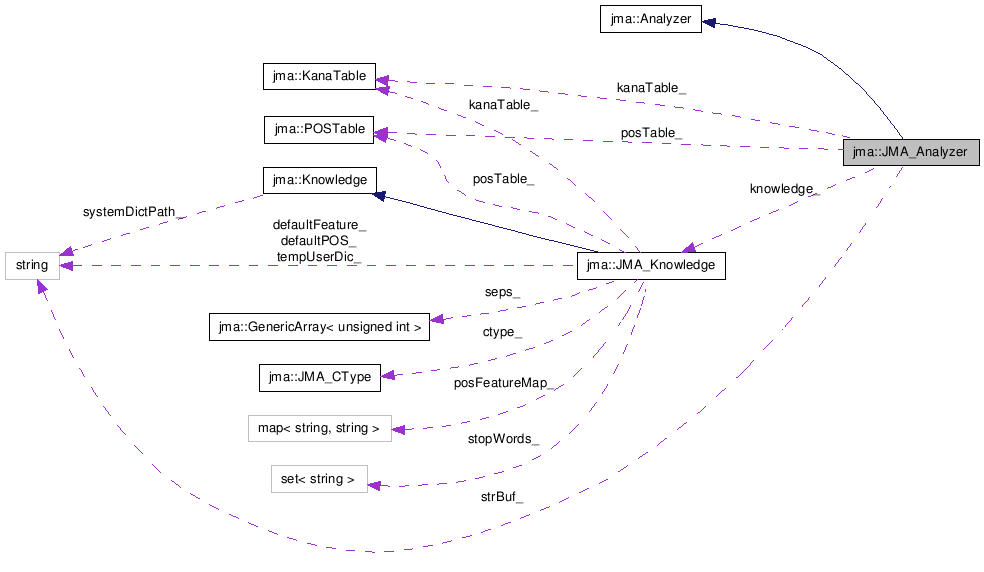 jma::Analyzer
jma::KanaTable
kanaTable_
kanaTable_
jma::POSTable
posTable_
jma::JMA_Analyzer
jma::Knowledge
posTable_
knowledge_
systemDictPath_
defaultFeature_
defaultPOS_
tempUserDic_
string
jma::JMA_Knowledge
seps_
jma::GenericArray< unsigned int >
ctype_
jma::JMA_CType
posFeatureMap_
map< string, string >
stopWords_
set< string >
strBuf_